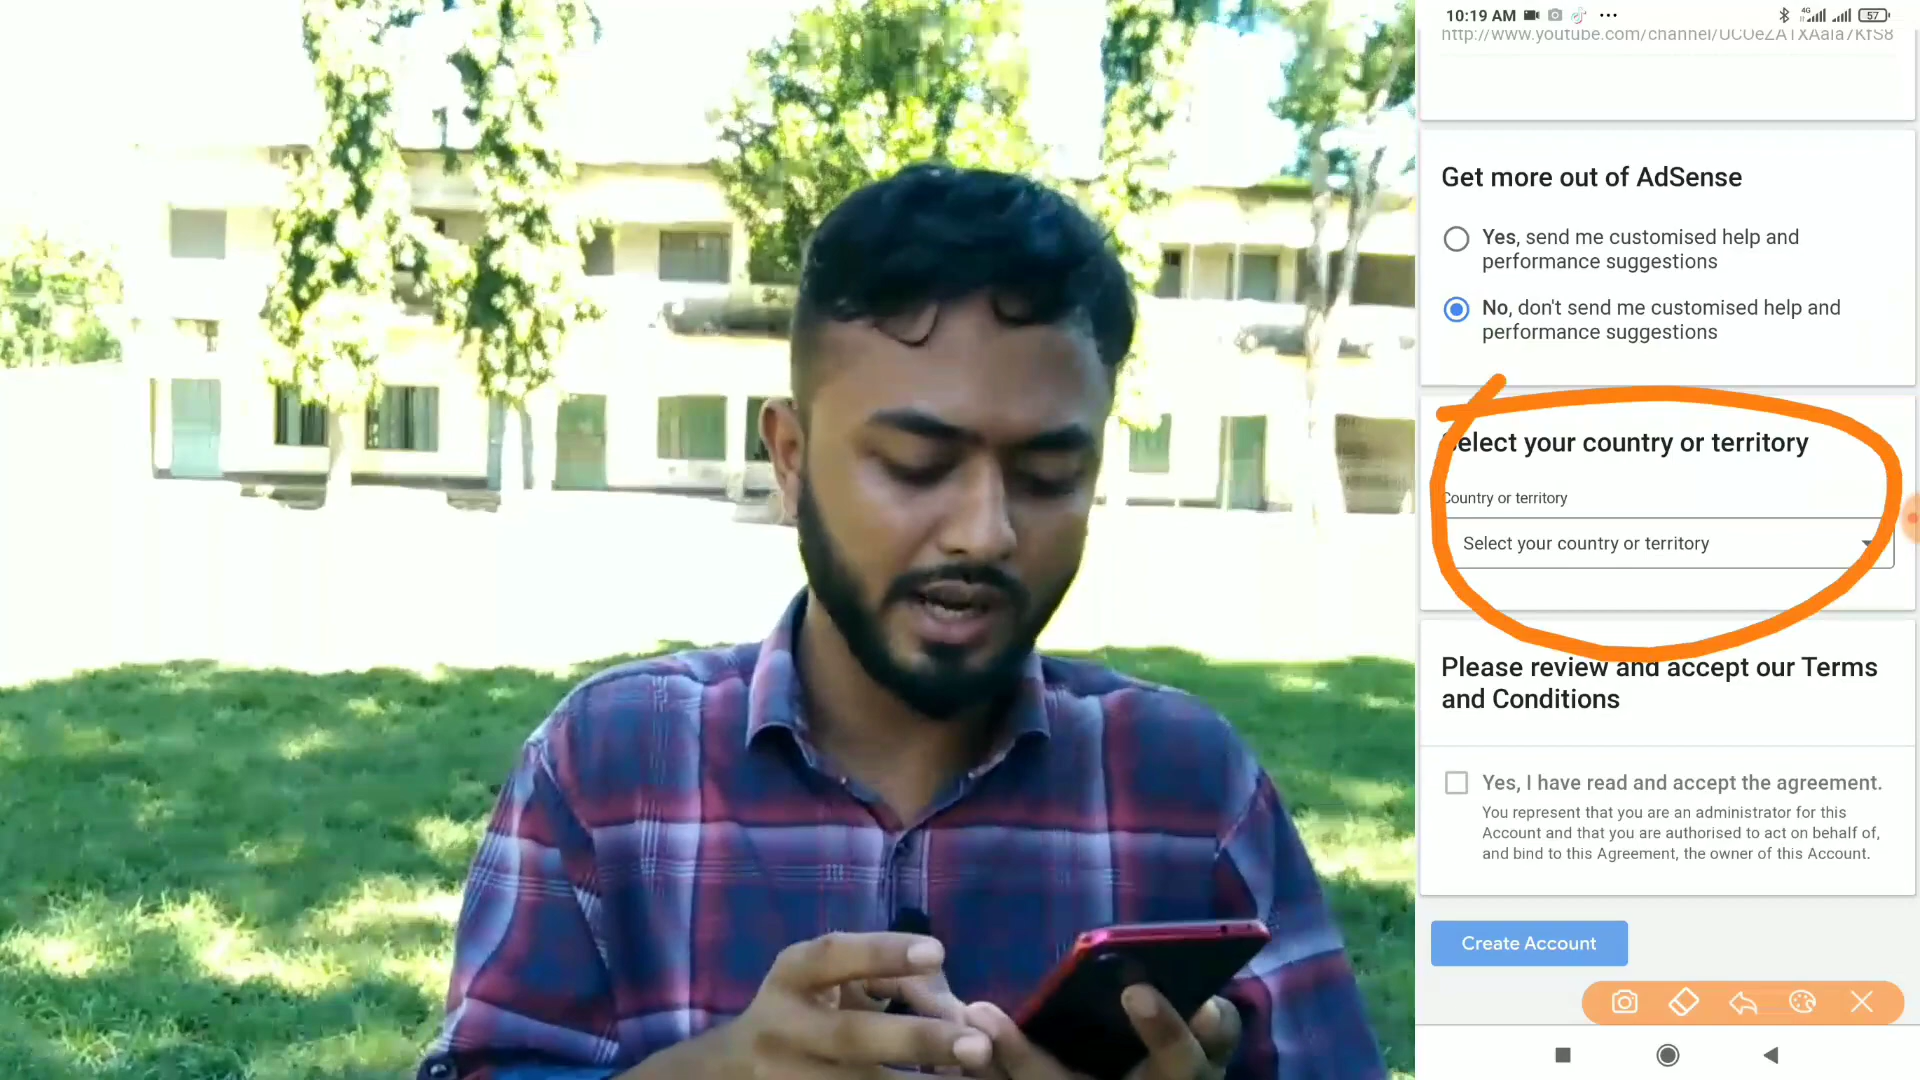 10:19 AM
4G
57
http://www.youtube.com/channel/
Get more out of AdSense
Yes, send me customised help and
performance suggestions
No, don't send me customised help and
performance suggestions
Select your country or territory
Country or territory
Select your country or territory
Please review and accept our Terms
and Conditions
Yes, I have read and accept the agreement.
You represent that you are an administrator for this
Account and that you are authorised to act on behalf of,
and bind to this Agreement, the owner of this Account.
Create Account